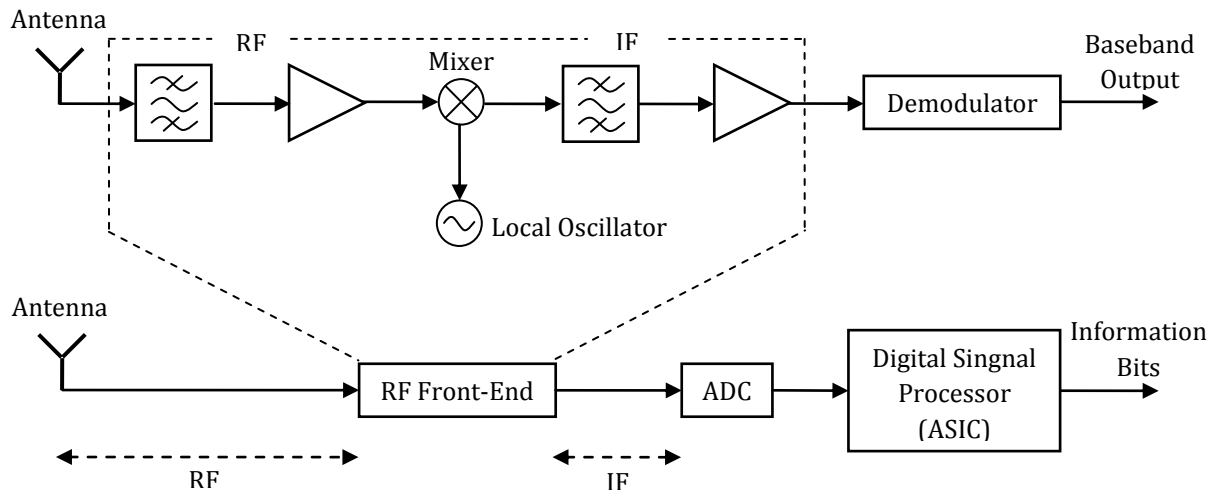 Antenna
RF
IF
Mixer
Baseband
Output
Demodulator
Local Oscillator
Antenna
RF Front-End
ADC
Digital Singnal
Processor
(ASIC)
Information
Bits
RF
IF